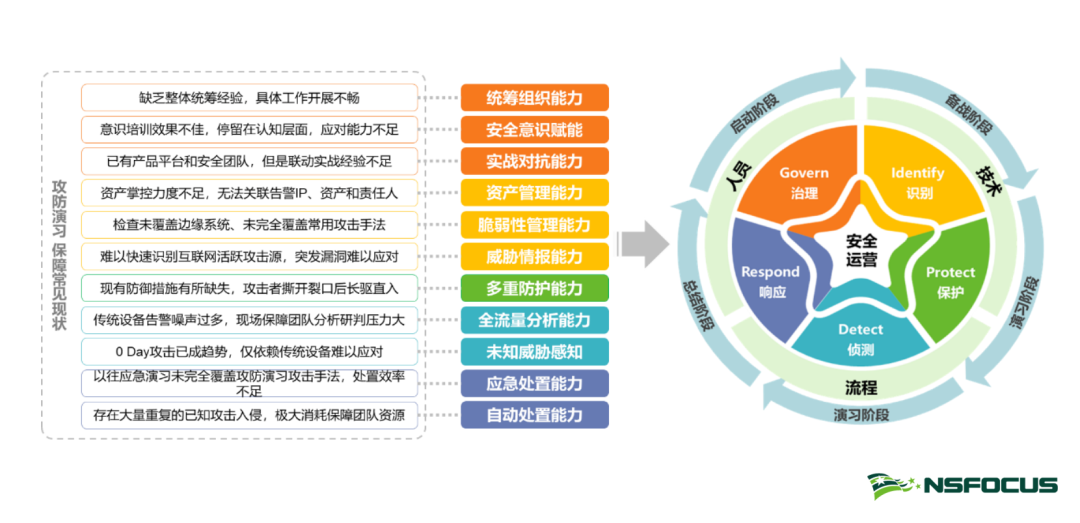 攻防演习 保障常见现状
缺乏整体统筹经验，具体工作开展不畅
统筹组织能力
意识培训效果不佳，停留在认知层面，应对能力不足
安全意识赋能
已有产品平台和安全团队，但是联动实战经验不足
实战对抗能力
资产掌控力度不足，无法关联告警IP、资产和责任人
资产管理能力
检查未覆盖边缘系统、未完全覆盖常用攻击手法
脆弱性管理能力
难以快速识别互联网活跃攻击源，突发漏洞难以应对
威胁情报能力
现有防御措施有所缺失，攻击者撕开裂口后长驱直入
多重防护能力
传统设备告警噪声过多，现场保障团队分析研判压力大
全流量分析能力
0 Day攻击已成趋势，仅依赖传统设备难以应对
未知威胁感知
以往应急演习未完全覆盖攻防演习攻击手法，处置效率
不足
应急处置能力
存在大量重复的已知攻击入侵，极大消耗保障团队资源
自动处置能力
启动阶段
备战阶段
演习阶段
演习阶段
总结阶段
人员
技术
流程
Govern
治理
Identify
识别
Protect
保护
Detect
侦测
Respond
响应
安全
运营
NSFOCUS